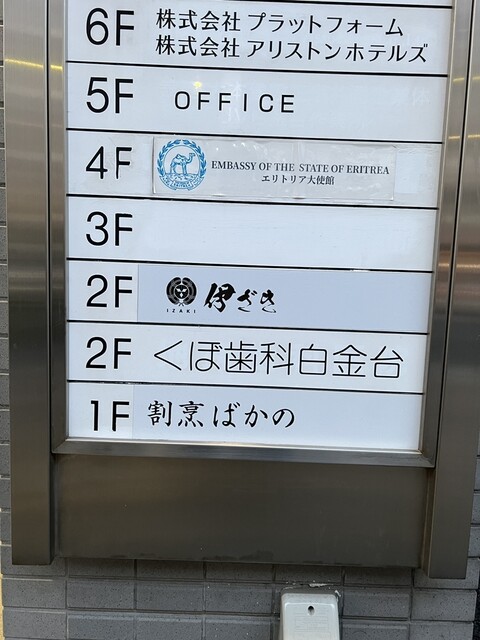 6F 株式会社 プラットフォーム
株式会社 アリストンホテルズ
5F OFFICE
4F EMBASSY OF THE STATE OF ERITREA
エリトリア大使館
3F
2F IZAKI 伊ざき
2F くぼ歯科白金台
1F 割烹ばかの